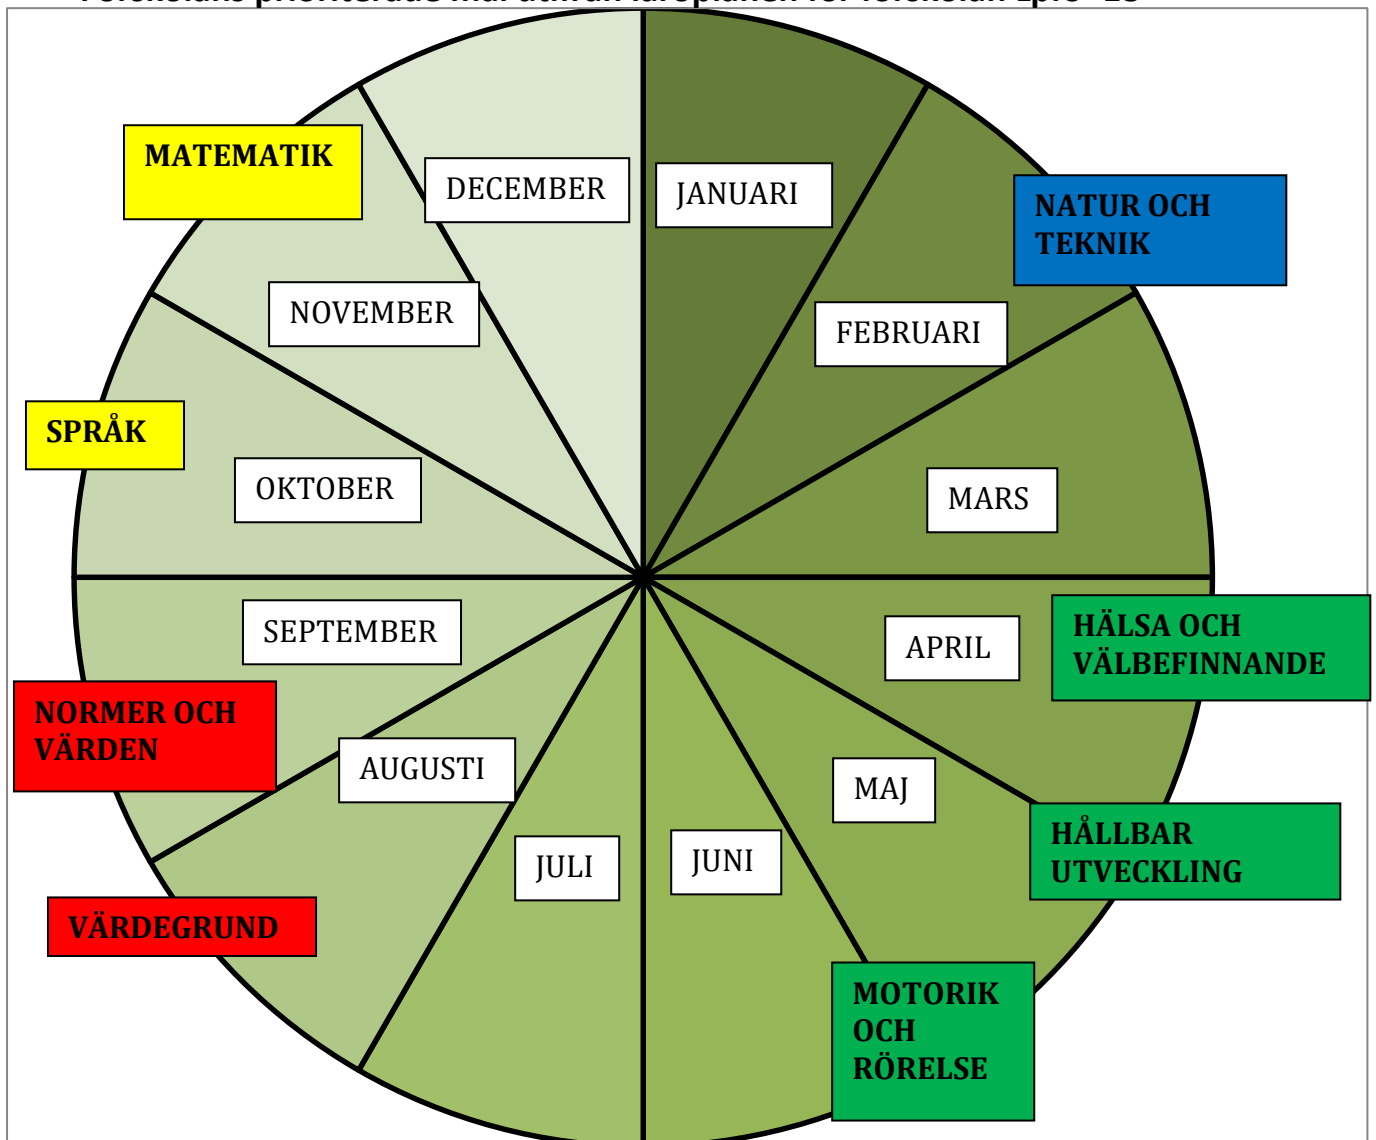 MATEMATIK
DECEMBER
JANUARI
NATUR OCH
TEKNIK
NOVEMBER
FEBRUARI
SPRÅK
OKTOBER
MARS
SEPTEMBER
APRIL
HÄLSA OCH
VÄLBEFINNANDE
NORMER OCH
VÄRDEN
AUGUSTI
MAJ
HÅLLBAR
UTVECKLING
JULI
JUNI
VÄRDEGRUND
MOTORIK
OCH
RÖRELSE